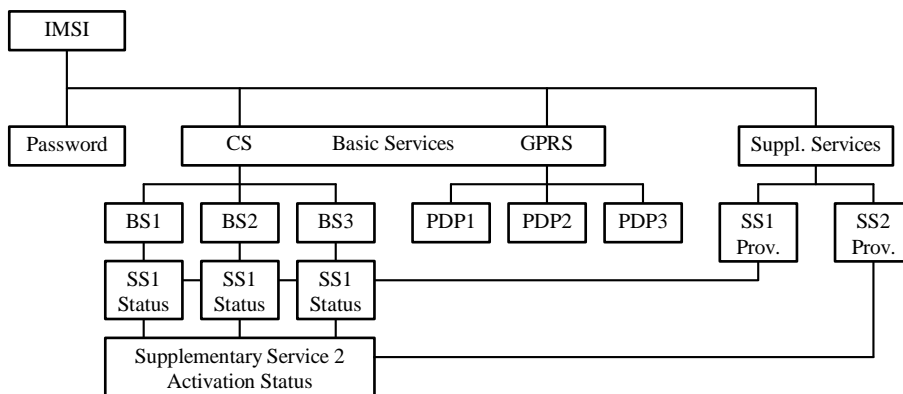 IMSI
Password
CS Basic Services GPRS
Suppl. Services
BS1 BS2 BS3 PDP1 PDP2 PDP3
SS1
Prov.
SS2
Prov.
SS1
Status
SS1
Status
SS1
Status
Supplementary Service 2
Activation Status